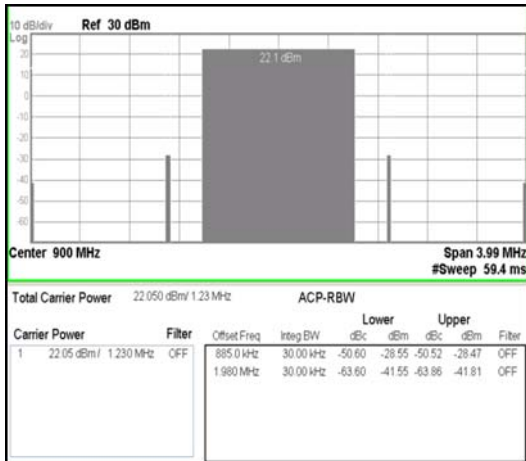 10 dB/div Ref 30 dBm
Log
22.1 dBm
20
10
0
-10
-20
-30
-40
-50
-60
Center 900 MHz Span 3.99 MHz
#Sweep 59.4 ms
Total Carrier Power 22.050 dBm/ 1.23 MHz ACP-RBW
Lower Upper
Carrier Power Filter Offset Freq Integ BW dBc dBm dBc dBm Filter
1 22.05 dBm / 1.230 MHz OFF 885.0 kHz 30.00 kHz -50.60 -28.55 -50.52 -28.47 OFF
1.980 MHz 30.00 kHz -63.60 -41.55 -63.86 -41.81 OFF